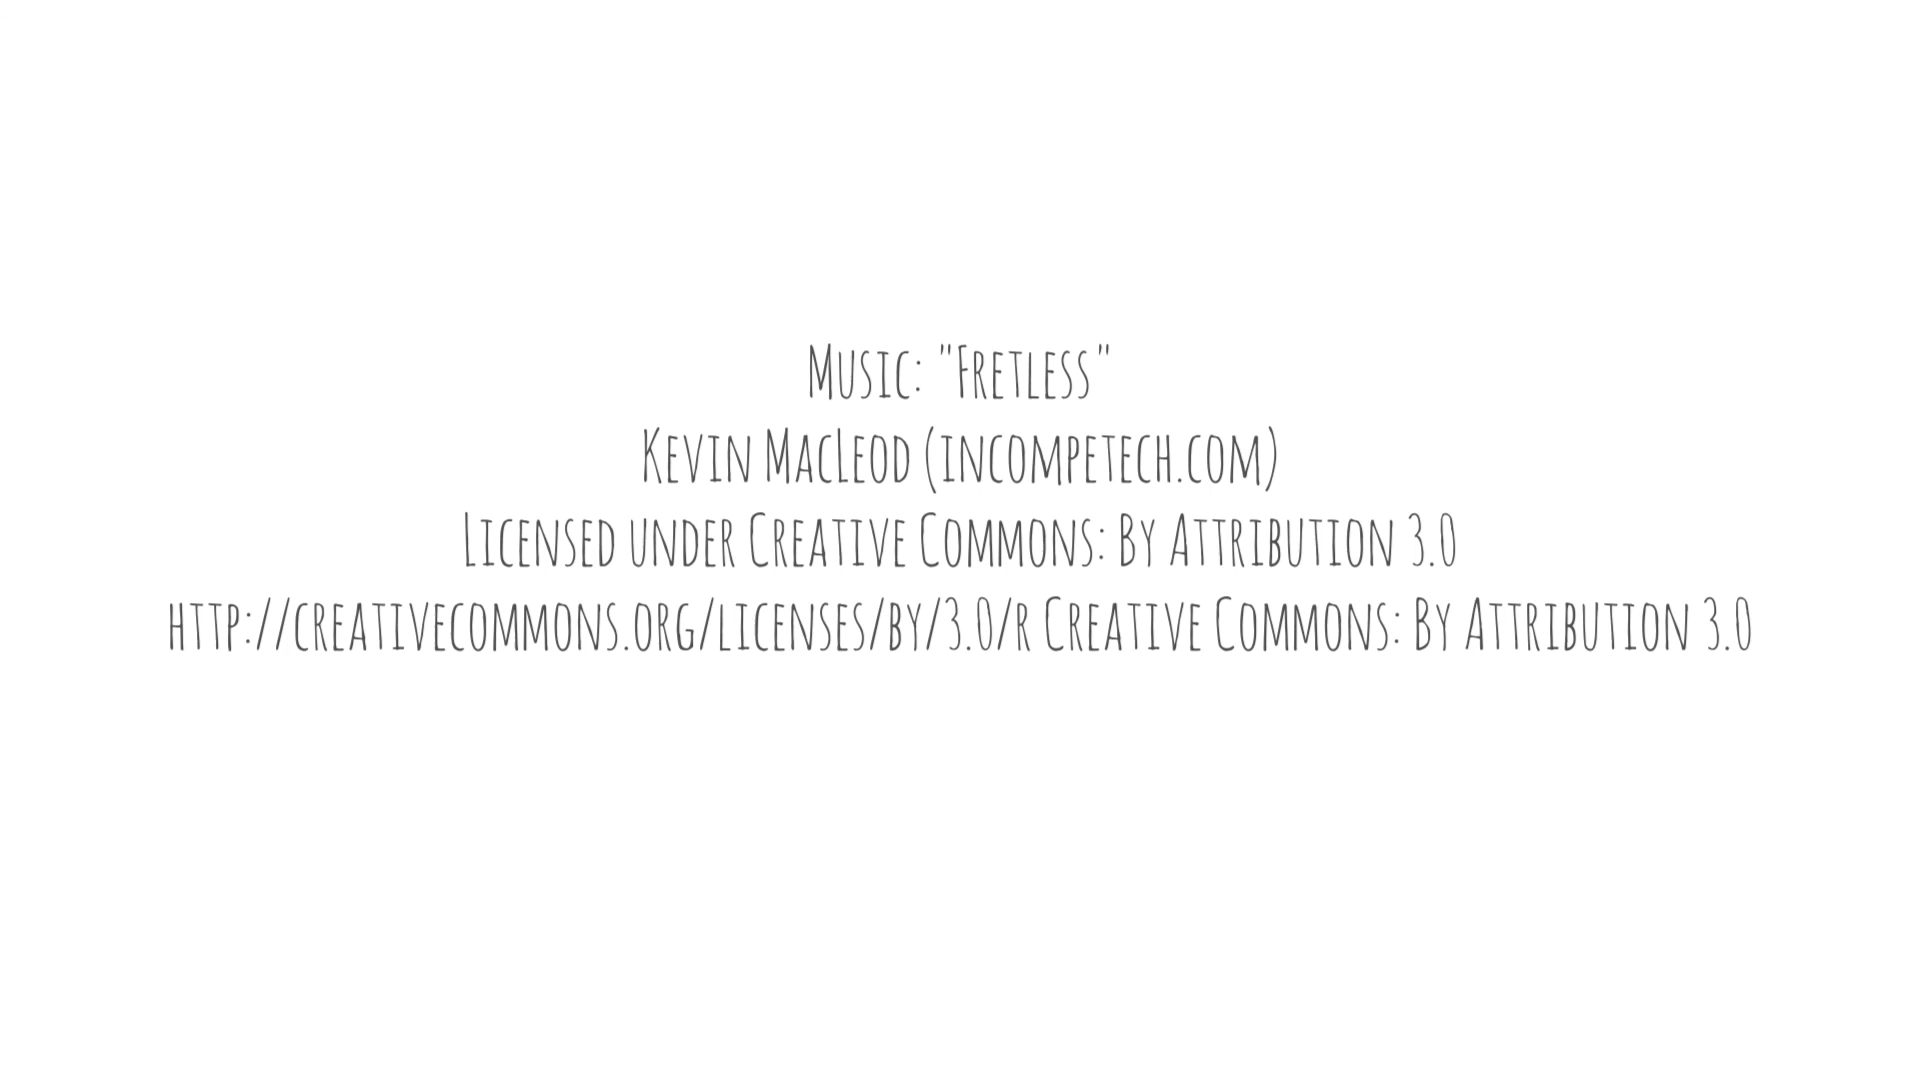 Music: "Fretless"
Kevin MacLeod (incompetech.com)
Licensed under Creative Commons: By Attribution 3.0
http://creativecommons.org/licenses/by/3.0/r Creative Commons: By Attribution 3.0